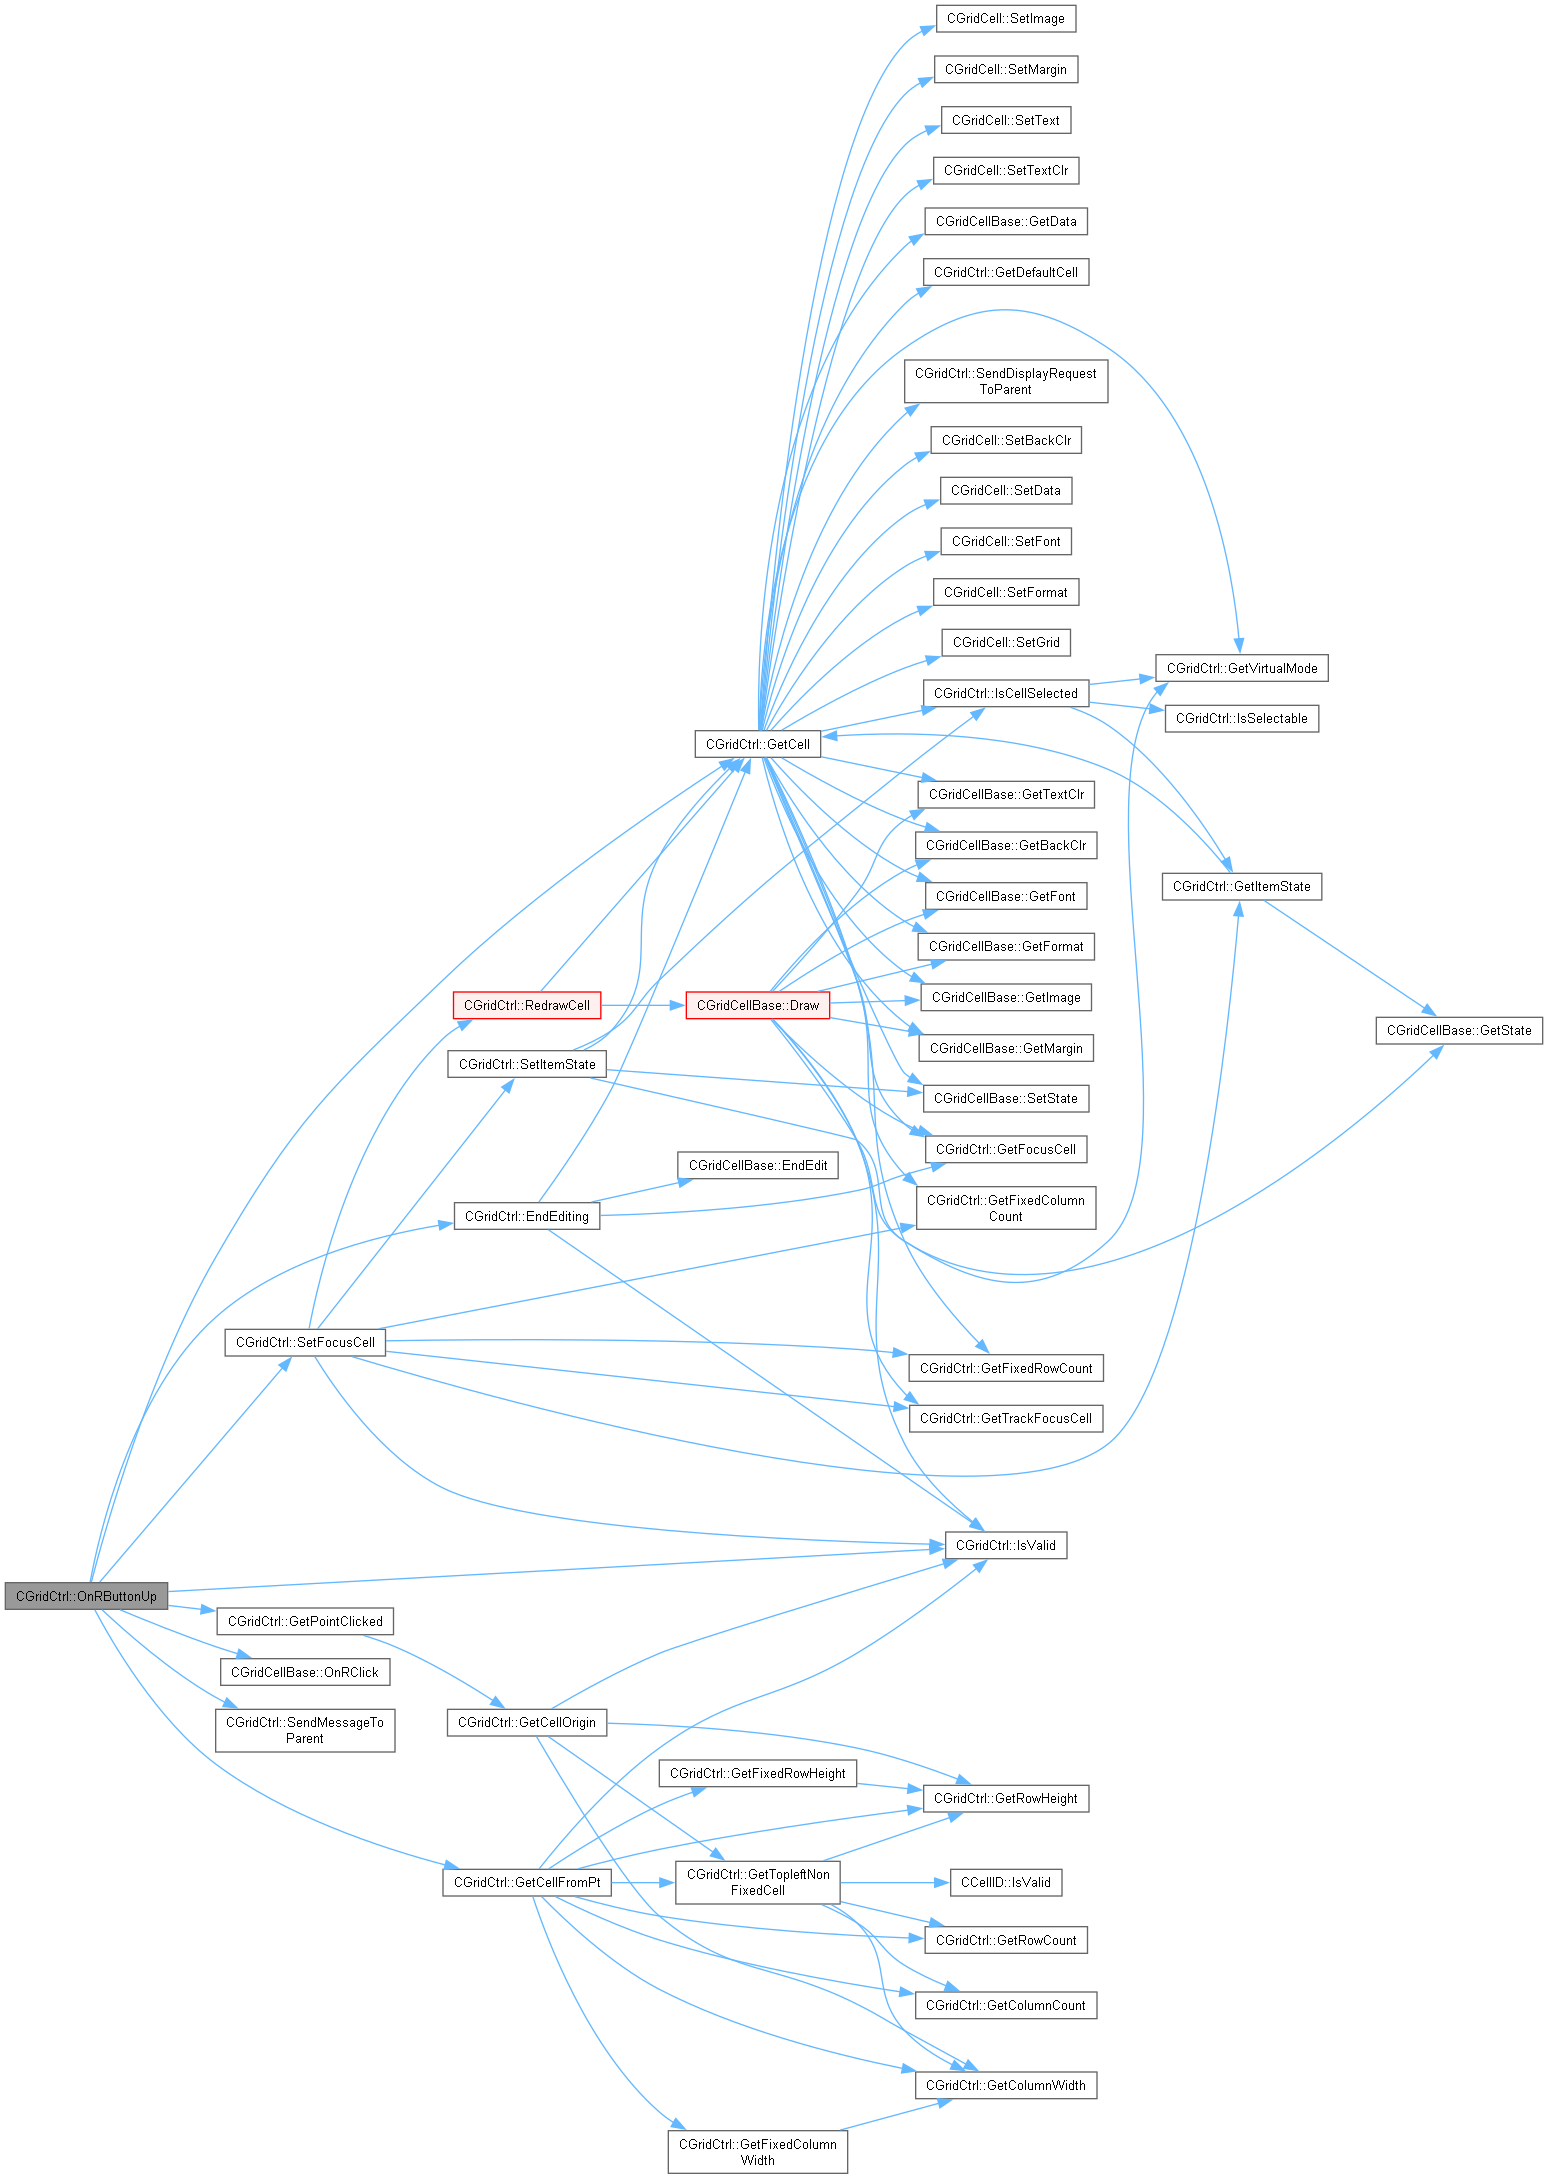 CGridCell::SetImage
CGridCell::SetMargin
CGridCell::SetText
CGridCell::SetTextClr
CGridCellBase::GetData
CGridCtrl::GetDefaultCell
CGridCtrl::SendDisplayRequest
ToParent
CGridCell::SetBackClr
CGridCell::SetData
CGridCell::SetFont
CGridCell::SetFormat
CGridCell::SetGrid
CGridCtrl::GetVirtualMode
CGridCtrl::IsCellSelected
CGridCtrl::IsSelectable
CGridCtrl::GetCell
CGridCellBase::GetTextClr
CGridCellBase::GetBackClr
CGridCtrl::GetItemState
CGridCellBase::GetFont
CGridCellBase::GetFormat
CGridCellBase::GetImage
CGridCtrl::RedrawCell
CGridCellBase::Draw
CGridCellBase::GetState
CGridCellBase::GetMargin
CGridCtrl::SetItemState
CGridCellBase::SetState
CGridCtrl::GetFocusCell
CGridCellBase::EndEdit
CGridCtrl::GetFixedColumn
Count
CGridCtrl::EndEditing
CGridCtrl::SetFocusCell
CGridCtrl::GetFixedRowCount
CGridCtrl::GetTrackFocusCell
CGridCtrl::IsValid
CGridCtrl::OnRButtonUp
CGridCtrl::GetPointClicked
CGridCellBase::OnRClick
CGridCtrl::SendMessageTo
Parent
CGridCtrl::GetCellOrigin
CGridCtrl::GetFixedRowHeight
CGridCtrl::GetRowHeight
CGridCtrl::GetCellFromPt
CGridCtrl::GetTopleftNon
FixedCell
CCellID::IsValid
CGridCtrl::GetRowCount
CGridCtrl::GetColumnCount
CGridCtrl::GetColumnWidth
CGridCtrl::GetFixedColumn
Width